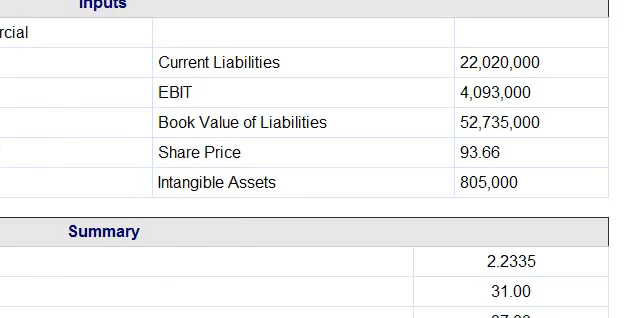 Inputs
rcial
Current Liabilities 22,020,000
EBIT 4,093,000
Book Value of Liabilities 52,735,000
Share Price 93.66
Intangible Assets 805,000
Summary
2.2335
31.00